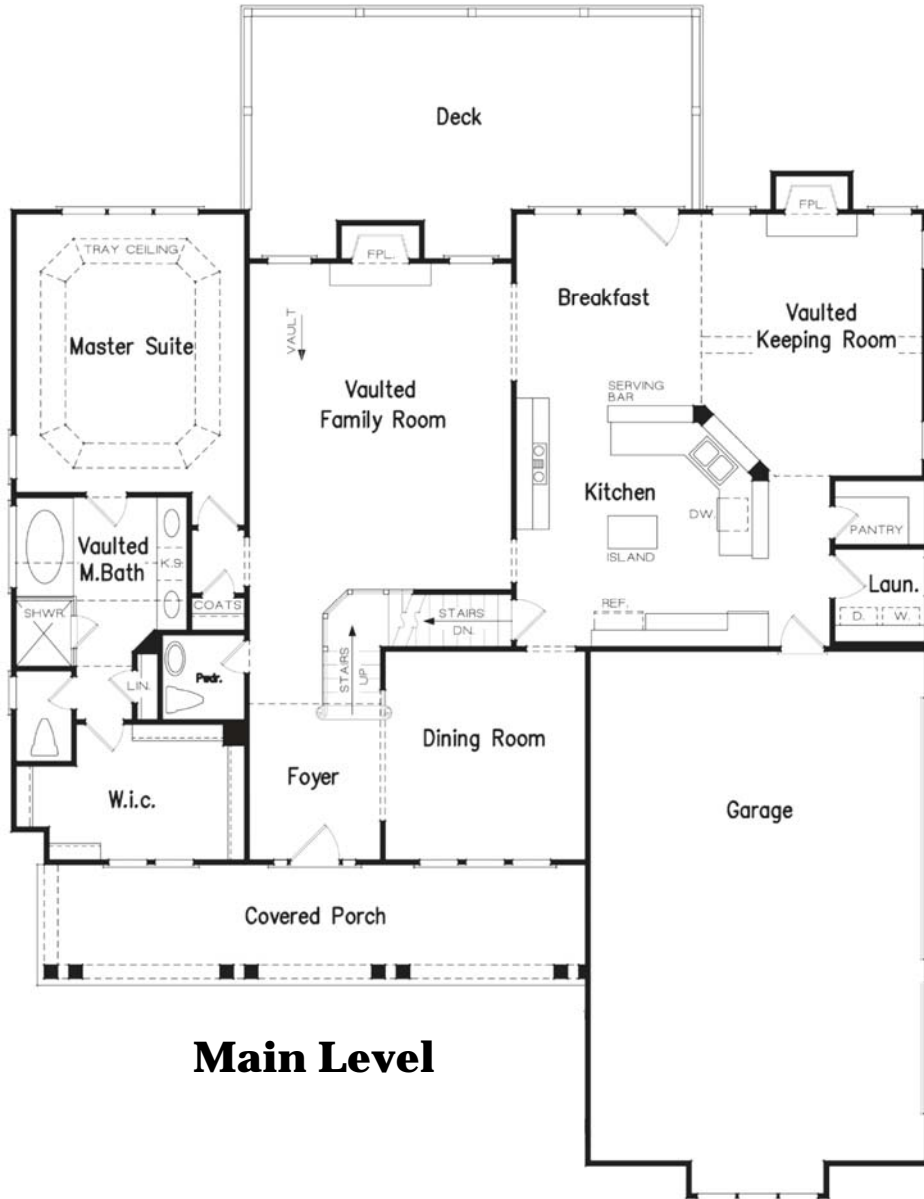 Deck
FPL.
TRAY CEILING
FPL.
Breakfast
VAULT
Vaulted
Keeping Room
Master Suite
Vaulted
Family Room
SERVING
BAR
Kitchen
DW.
PANTRY
ISLAND
Vaulted
M.Bath
K.S.
COATS
SHWR.
Laun.
D.
W.
REF.
STAIRS
DN.
STAIRS
UP
LIN.
Pwdr.
Dining Room
Foyer
W.i.c.
Garage
Covered Porch
Main Level